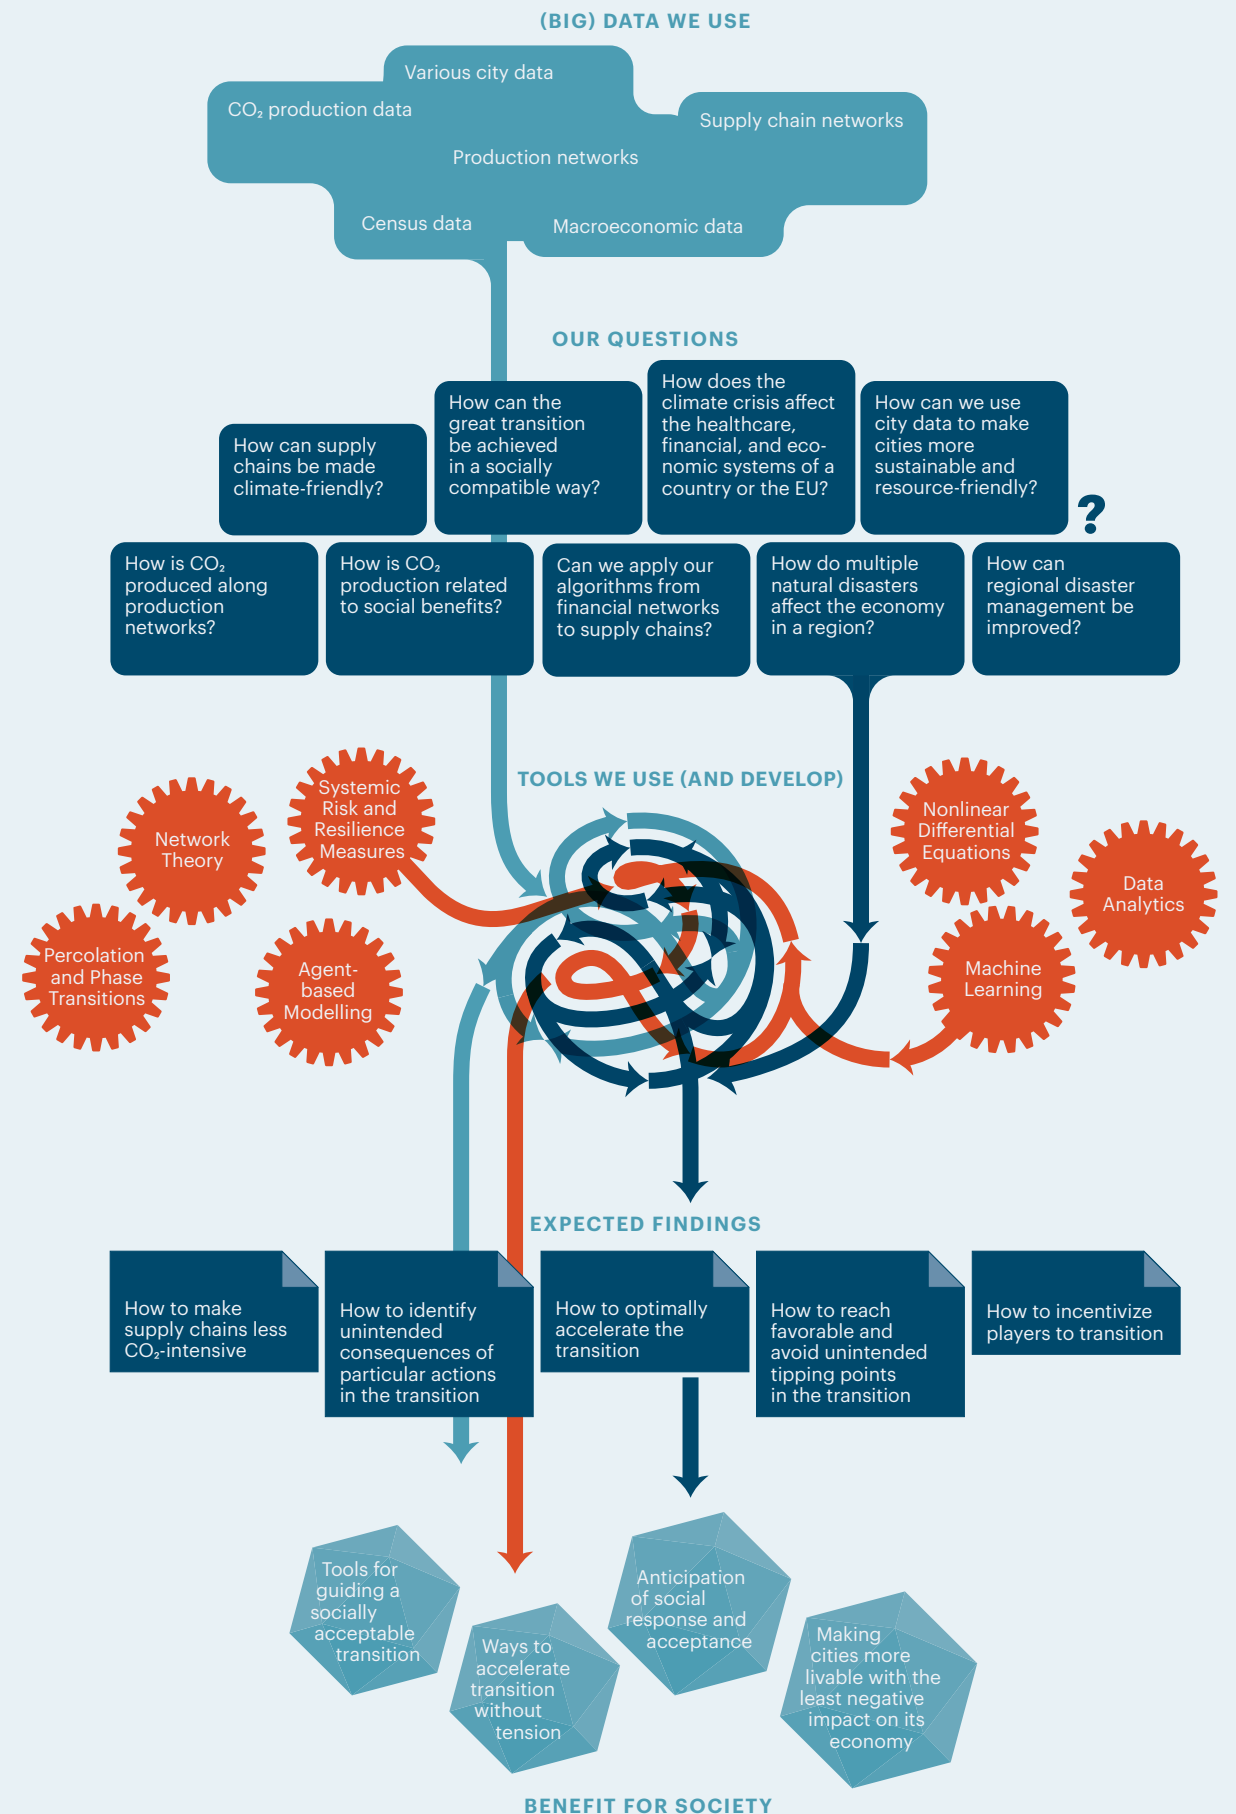 (BIG) DATA WE USE
Various city data
CO₂ production data
Supply chain networks
Production networks
Census data
Macroeconomic data
OUR QUESTIONS
How can supply
chains be made
climate-friendly?
How can the
great transition
be achieved
in a socially
compatible way?
How does the
climate crisis affect
the healthcare,
financial, and eco-
nomic systems of a
country or the EU?
How can we use
city data to make
cities more
sustainable and
resource-friendly?
?
How is CO₂
produced along
production
networks?
How is CO₂
production related
to social benefits?
Can we apply our
algorithms from
financial networks
to supply chains?
How do multiple
natural disasters
affect the economy
in a region?
How can
regional disaster
management be
improved?
TOOLS WE USE (AND DEVELOP)
Network
Theory
Systemic
Risk and
Resilience
Measures
Percolation
and Phase
Transitions
Agent-
based
Modelling
Nonlinear
Differential
Equations
Data
Analytics
Machine
Learning
EXPECTED FINDINGS
How to make
supply chains less
CO₂-intensive
How to identify
unintended
consequences of
particular actions
in the transition
How to optimally
accelerate the
transition
How to reach
favorable and
avoid unintended
tipping points
in the transition
How to incentivize
players to transition
Tools for
guiding a
socially
acceptable
transition
Ways to
accelerate
transition
without
tension
Anticipation
of social
response and
acceptance
Making
cities more
livable with the
least negative
impact on its
economy
BENEFIT FOR SOCIETY